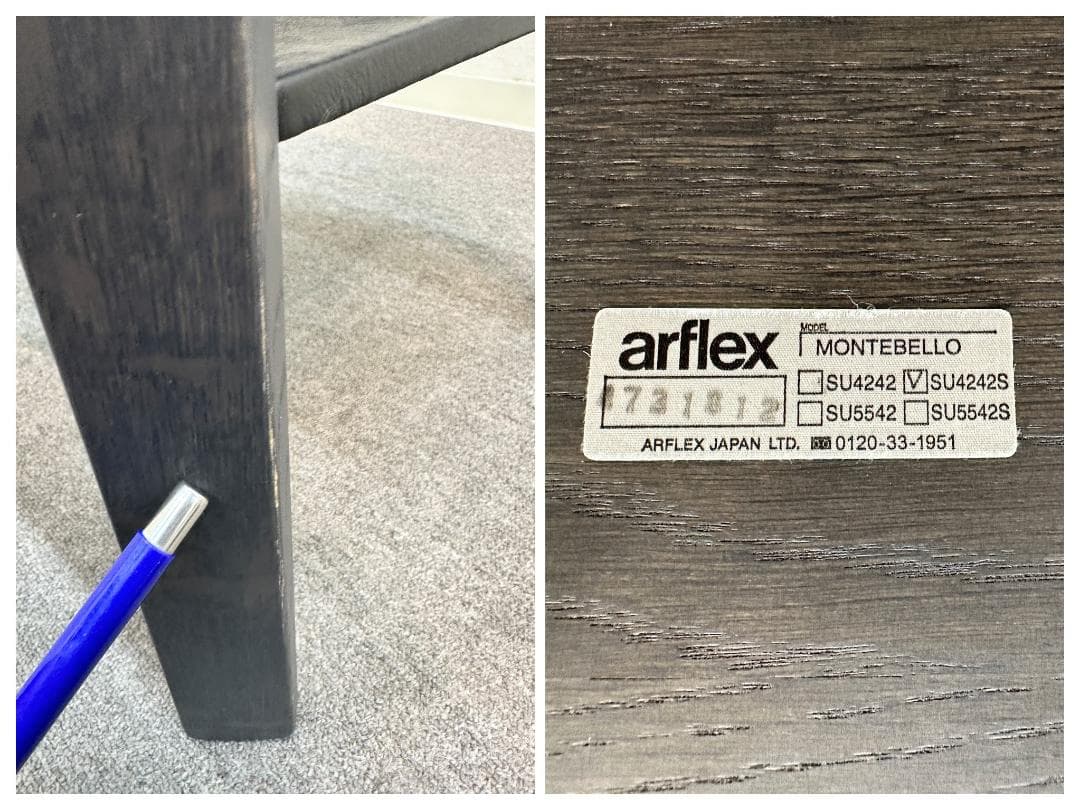 arflex
MODEL
MONTEBELLO
SU4242 SU4242S
SU5542 SU5542S
ARFLEX JAPAN LTD. 0120-33-1951